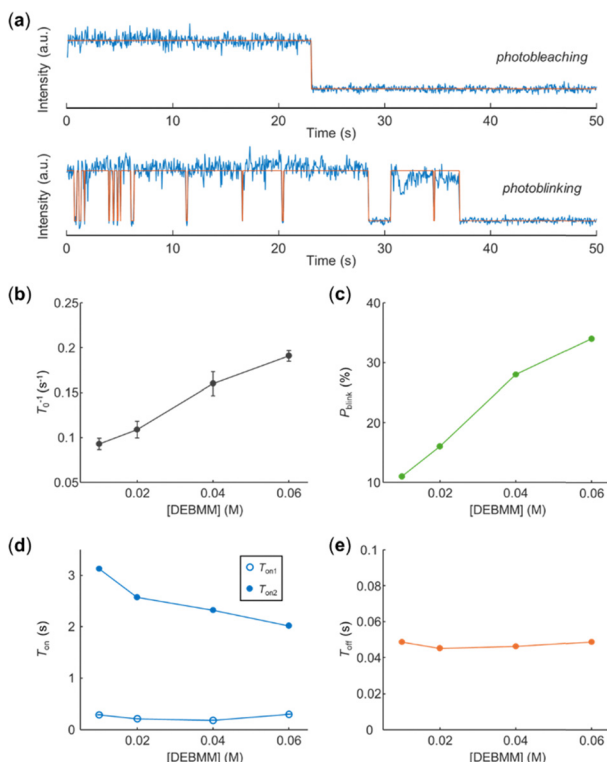 (a)
Intensity (a.u.)
photobleaching
0 10 20 30 40 50
Time (s)
Intensity (a.u.)
photoblinking
0 10 20 30 40 50
Time (s)
(b)
T0-1 (s-1)
0.25
0.2
0.15
0.1
0.05
0.02 0.04 0.06
[DEBMM] (M)
(c)
Pblink (%)
40
30
20
10
0.02 0.04 0.06
[DEBMM] (M)
(d)
Ton (s)
3
2
1
0
Ton1
Ton2
0.02 0.04 0.06
[DEBMM] (M)
(e)
Toff (s)
0.1
0.08
0.06
0.04
0.02
0
0.02 0.04 0.06
[DEBMM] (M)